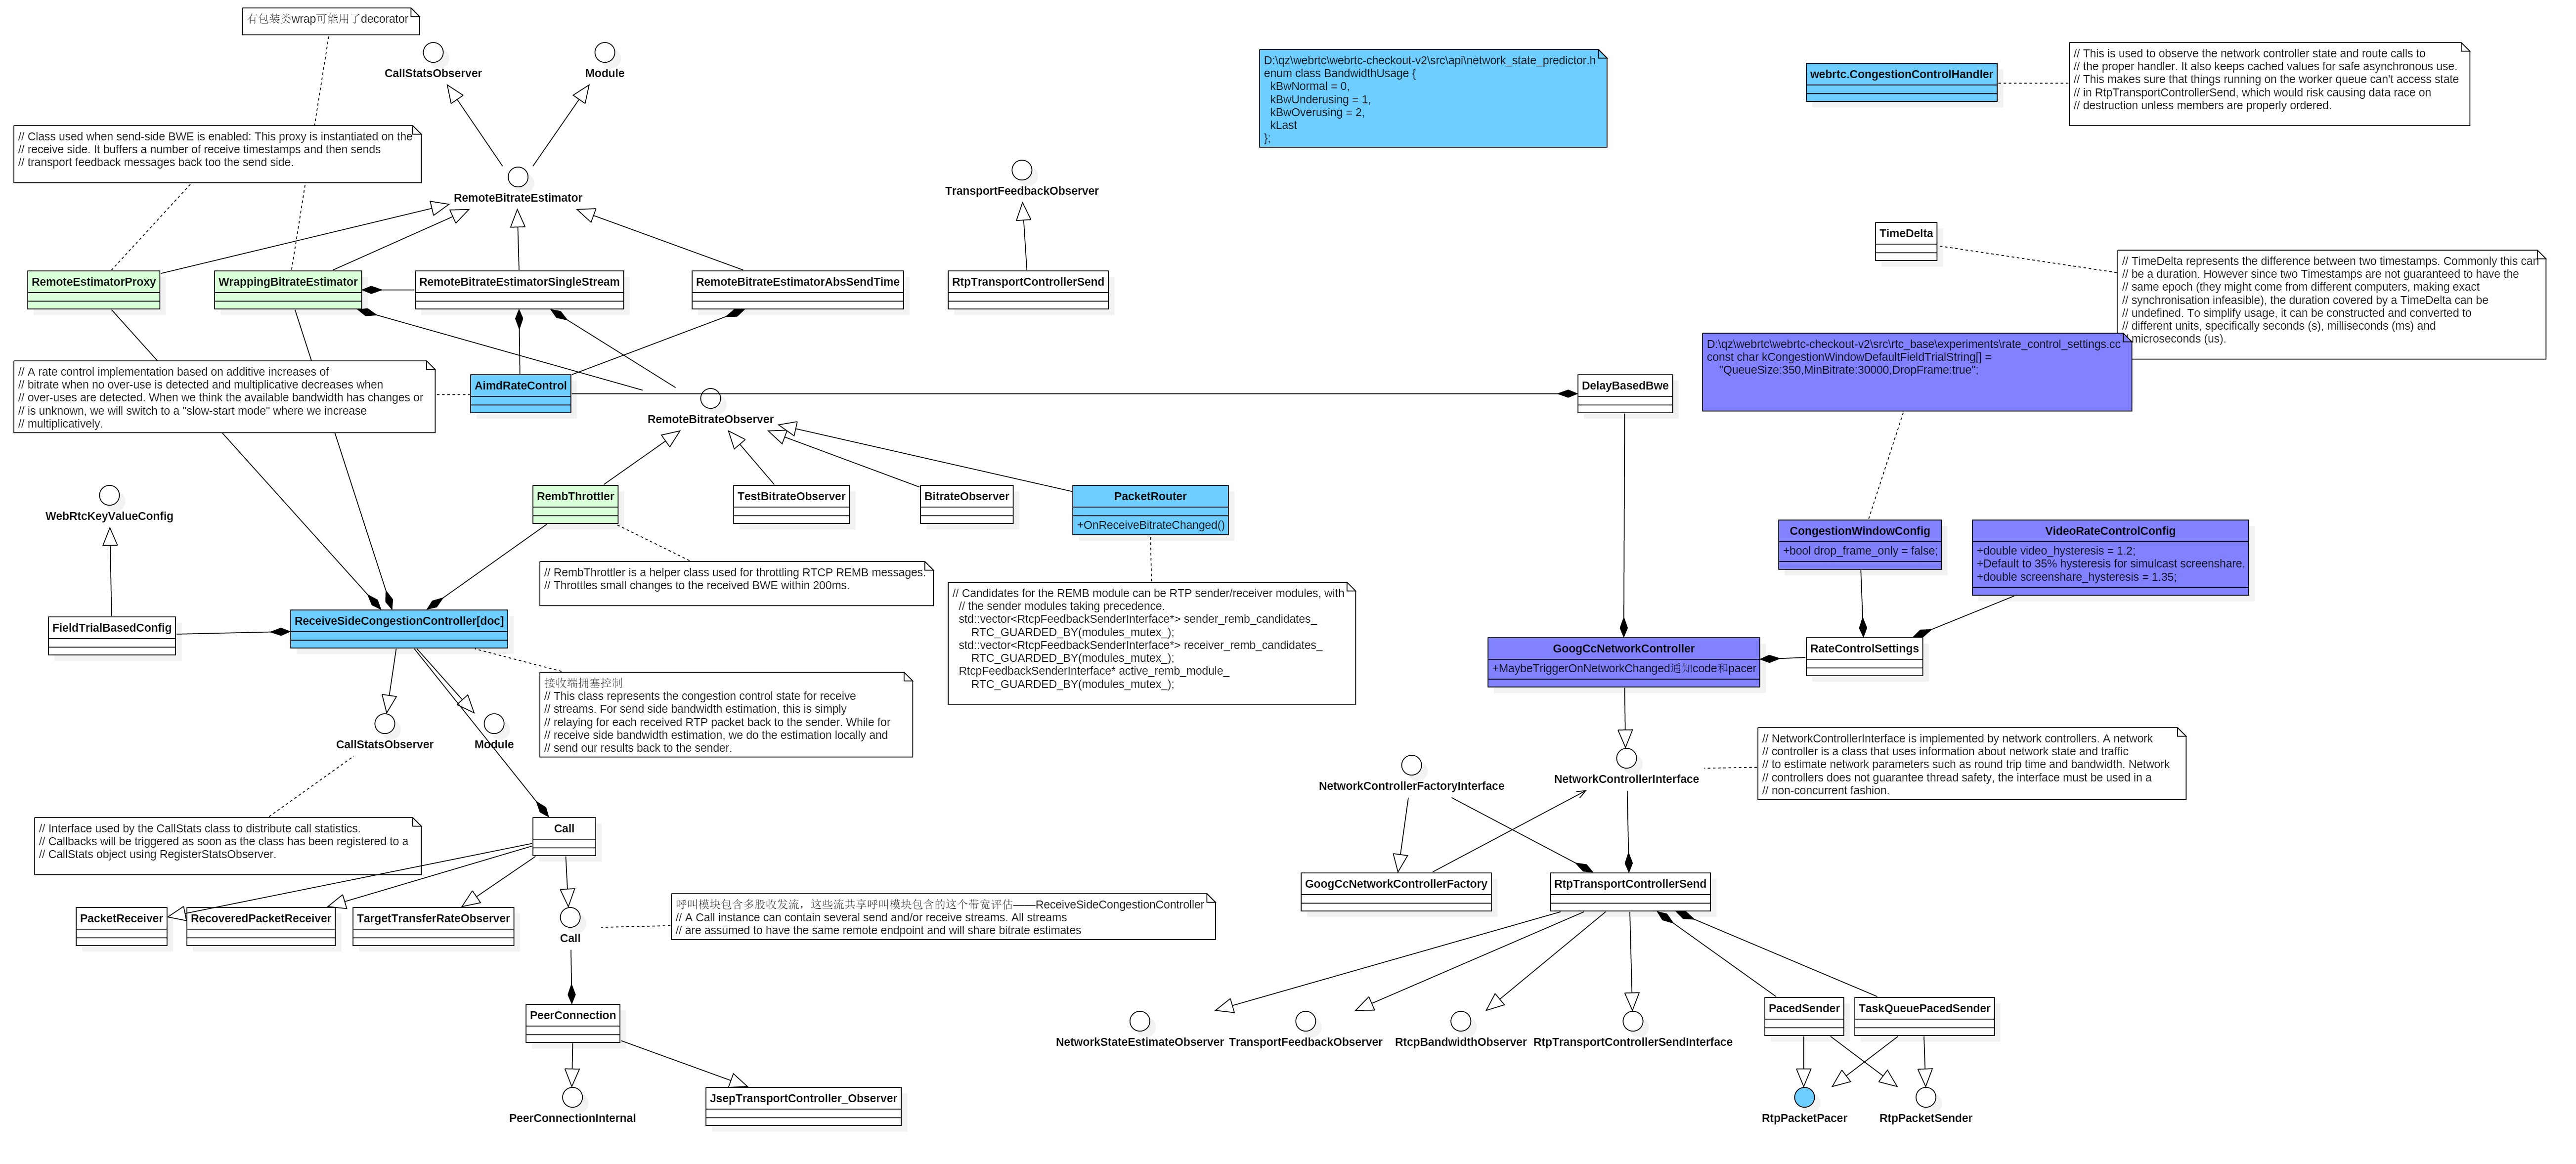 有包装类wrap可能用了decorator
CallStatsObserver
Module
D:\qz\webrtc\webrtc-checkout-v2\src\api\network_state_predictor.h
enum class BandwidthUsage {
kBwNormal = 0,
kBwUnderusing = 1,
kBwOverusing = 2,
kLast
};
webrtc.CongestionControlHandler
// This is used to observe the network controller state and route calls to
// the proper handler. It also keeps cached values for safe asynchronous use.
// This makes sure that things running on the worker queue can't access state
// in RtpTransportControllerSend, which would risk causing data race on
// destruction unless members are properly ordered.
// Class used when send-side BWE is enabled: This proxy is instantiated on the
// receive side. It buffers a number of receive timestamps and then sends
// transport feedback messages back too the send side.
RemoteBitrateEstimator
TransportFeedbackObserver
TimeDelta
// TimeDelta represents the difference between two timestamps. Commonly this can
// be a duration. However since two Timestamps are not guaranteed to have the
// same epoch (they might come from different computers, making exact
// synchronisation infeasible), the duration covered by a TimeDelta can be
// undefined. To simplify usage, it can be constructed and converted to
// different units, specifically seconds (s), milliseconds (ms) and
// microseconds (us).
RemoteEstimatorProxy
WrappingBitrateEstimator
RemoteBitrateEstimatorSingleStream
RemoteBitrateEstimatorAbsSendTime
RtpTransportControllerSend
D:\qz\webrtc\webrtc-checkout-v2\src\rtc_base\experiments\rate_control_settings.cc
const char kCongestionWindowDefaultFieldTrialString[] =
"QueueSize:350,MinBitrate:30000,DropFrame:true";
// A rate control implementation based on additive increases of
// bitrate when no over-use is detected and multiplicative decreases when
// over-uses are detected. When we think the available bandwidth has changes or
// is unknown, we will switch to a "slow-start mode" where we increase
// multiplicatively.
AimdRateControl
DelayBasedBwe
RemoteBitrateObserver
WebRtcKeyValueConfig
RembThrottler
TestBitrateObserver
BitrateObserver
PacketRouter
+OnReceiveBitrateChanged()
CongestionWindowConfig
+bool drop_frame_only = false;
VideoRateControlConfig
+double video_hysteresis = 1.2;
+Default to 35% hysteresis for simulcast screenshare.
+double screenshare_hysteresis = 1.35;
// RembThrottler is a helper class used for throttling RTCP REMB messages.
// Throttles small changes to the received BWE within 200ms.
// Candidates for the REMB module can be RTP sender/receiver modules, with
// the sender modules taking precedence.
std::vector<RtcpFeedbackSenderInterface*> sender_remb_candidates_
RTC_GUARDED_BY(modules_mutex_);
std::vector<RtcpFeedbackSenderInterface*> receiver_remb_candidates_
RTC_GUARDED_BY(modules_mutex_);
RtcpFeedbackSenderInterface* active_remb_module_
RTC_GUARDED_BY(modules_mutex_);
FieldTrialBasedConfig
ReceiveSideCongestionController[doc]
GoogCcNetworkController
+MaybeTriggerOnNetworkChanged通知code和pacer
RateControlSettings
接收端拥塞控制
// This class represents the congestion control state for receive
// streams. For send side bandwidth estimation, this is simply
// relaying for each received RTP packet back to the sender. While for
// receive side bandwidth estimation, we do the estimation locally and
// send our results back to the sender.
CallStatsObserver
Module
// NetworkControllerInterface is implemented by network controllers. A network
// controller is a class that uses information about network state and traffic
// to estimate network parameters such as round trip time and bandwidth. Network
// controllers does not guarantee thread safety, the interface must be used in a
// non-concurrent fashion.
NetworkControllerFactoryInterface
NetworkControllerInterface
// Interface used by the CallStats class to distribute call statistics.
// Callbacks will be triggered as soon as the class has been registered to a
// CallStats object using RegisterStatsObserver.
Call
GoogCcNetworkControllerFactory
RtpTransportControllerSend
PacketReceiver
RecoveredPacketReceiver
TargetTransferRateObserver
Call
呼叫模块包含多股收发流，这些流共享呼叫模块包含的这个带宽评估——ReceiveSideCongestionController
// A Call instance can contain several send and/or receive streams. All streams
// are assumed to have the same remote endpoint and will share bitrate estimates
PeerConnection
PacedSender
TaskQueuePacedSender
NetworkStateEstimateObserver
TransportFeedbackObserver
RtcpBandwidthObserver
RtpTransportControllerSendInterface
PeerConnectionInternal
JsepTransportController_Observer
RtpPacketPacer
RtpPacketSender